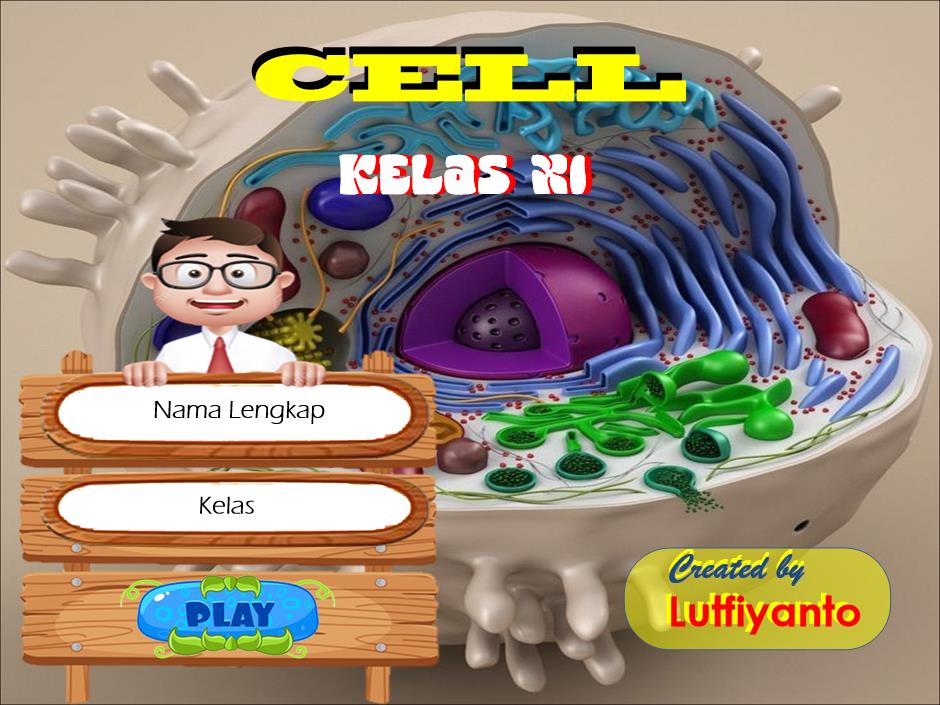 CELL
KELAS XI
Nama Lengkap
Kelas
PLAY
Created by
Lutfiyanto